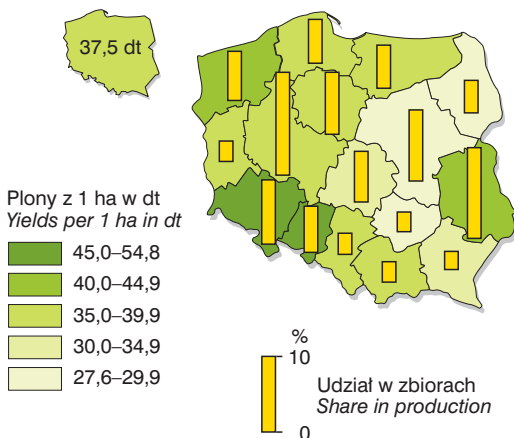 37,5 dt
Plony z 1 ha w dt
Yields per 1 ha in dt
45,0–54,8
40,0–44,9
35,0–39,9
30,0–34,9
27,6–29,9
%
10
0
Udział w zbiorach
Share in production